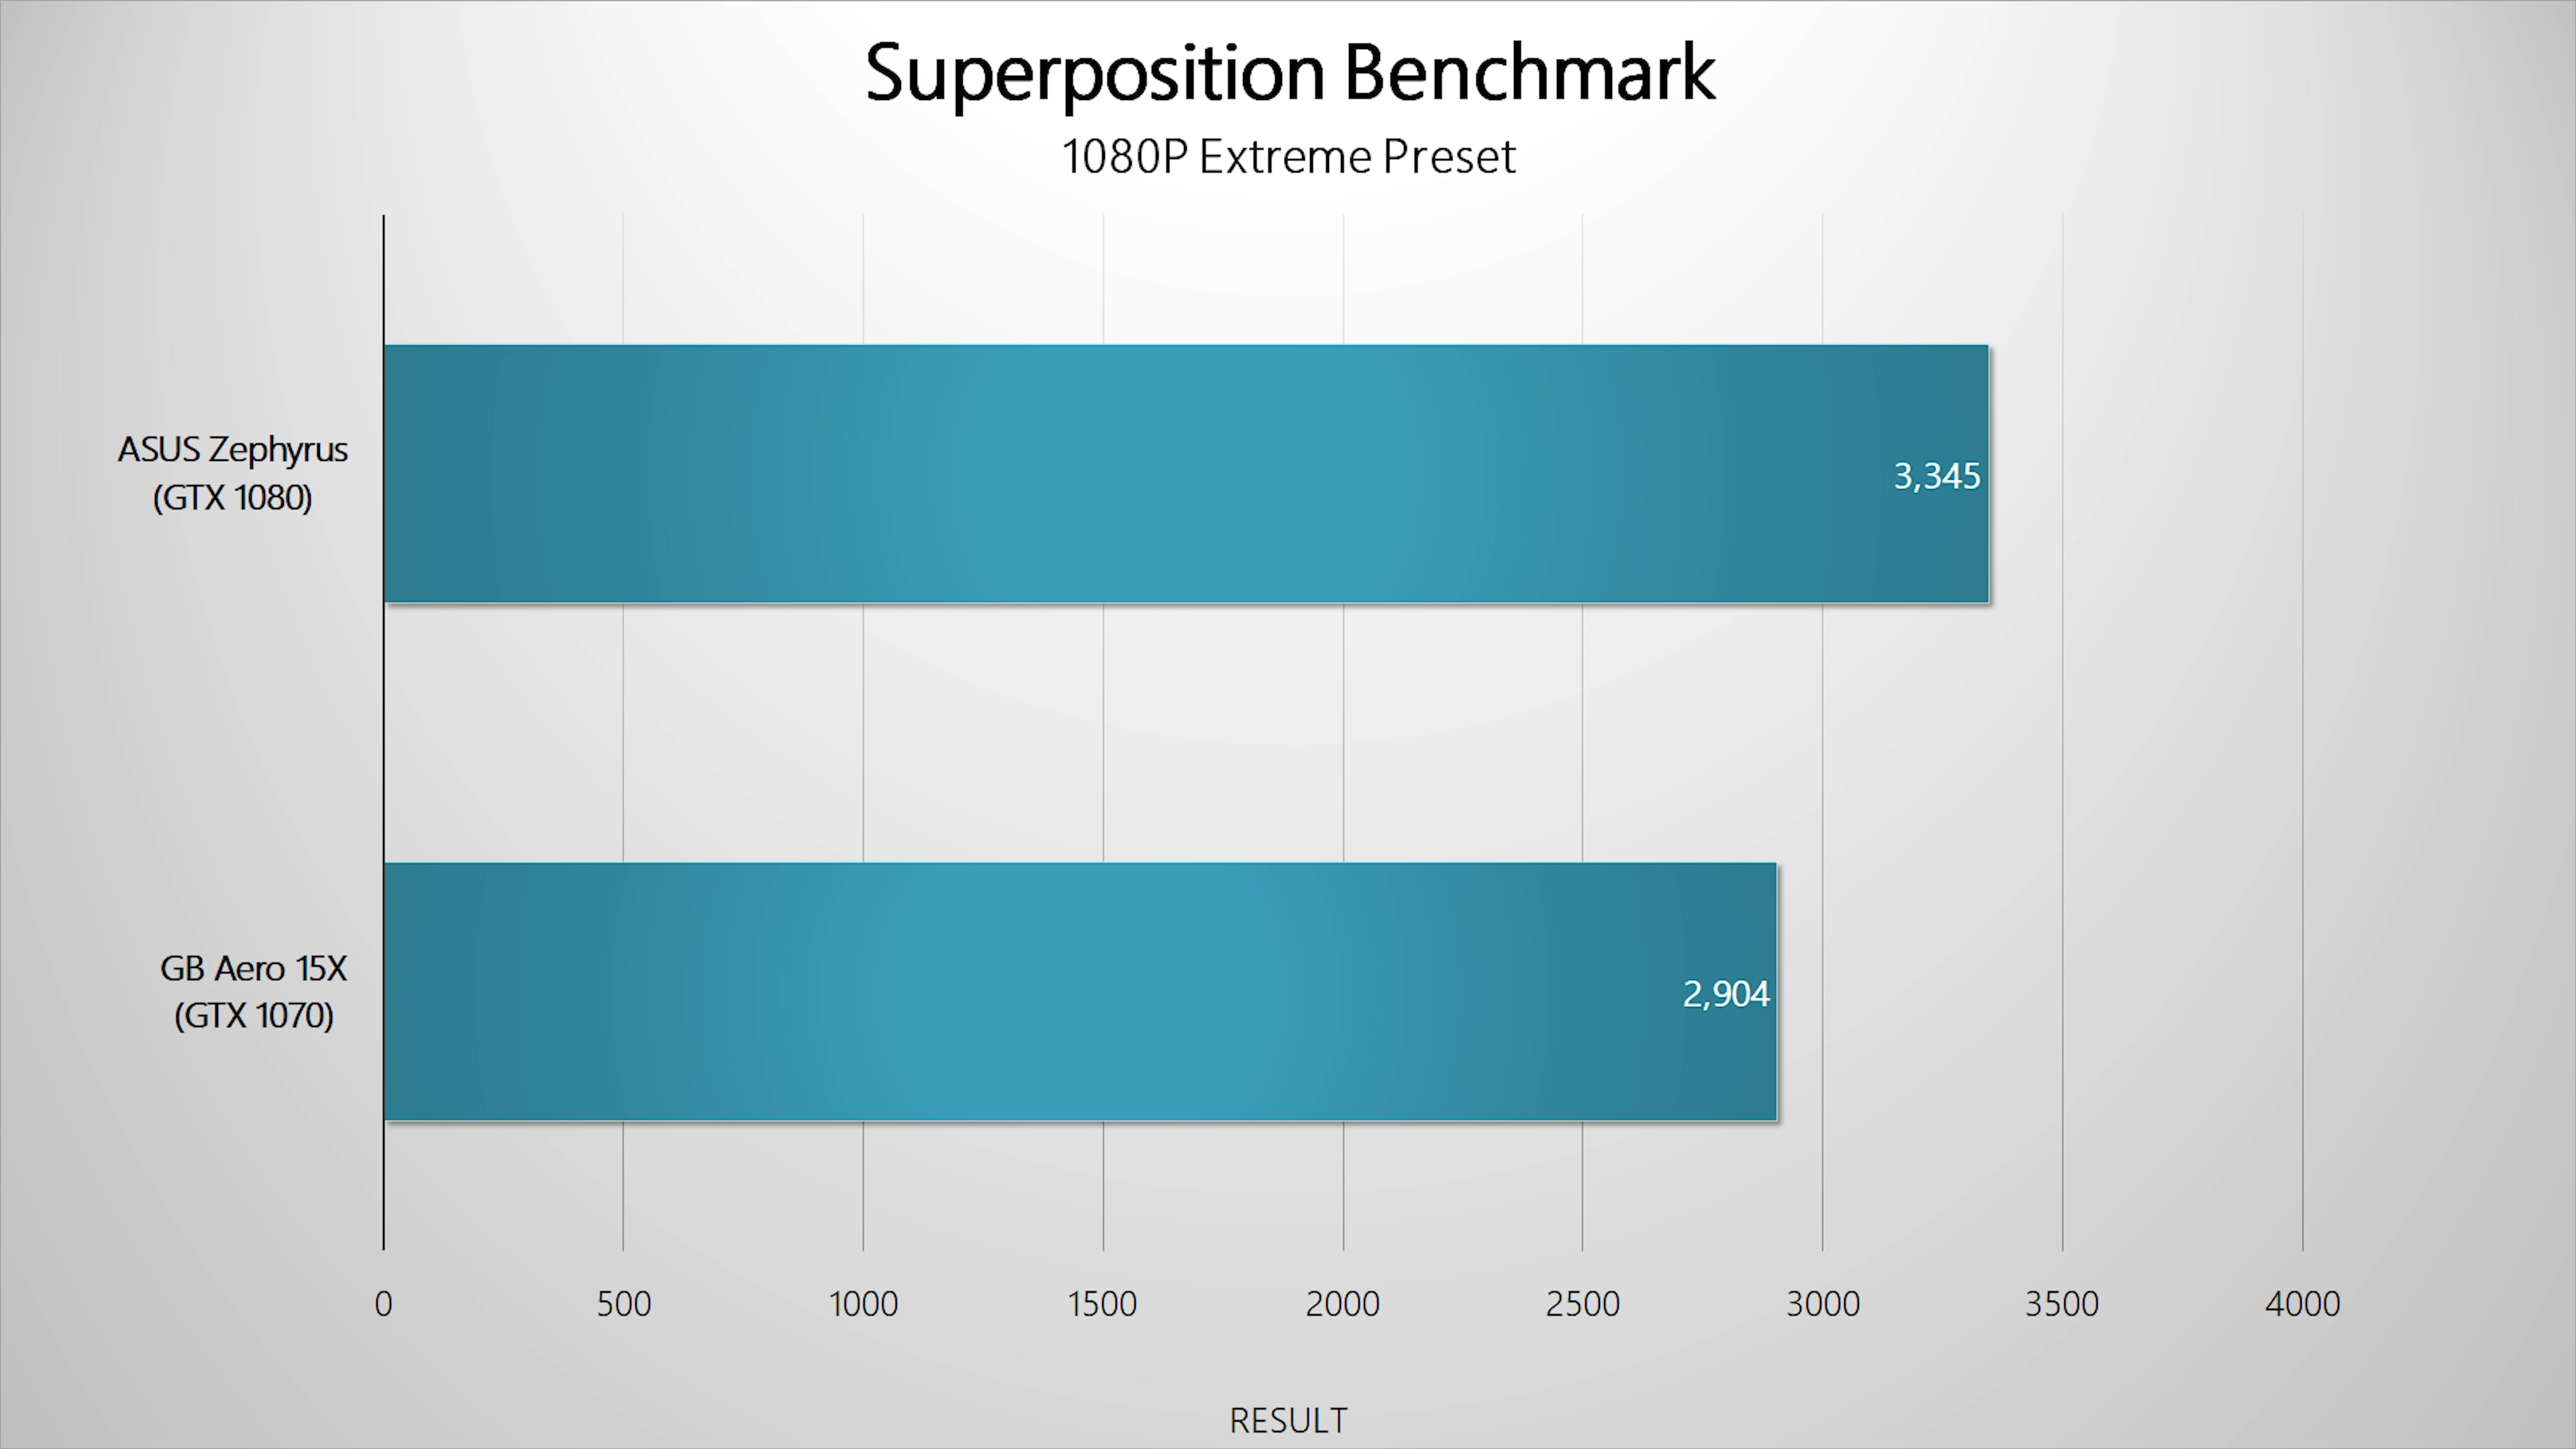 Superposition Benchmark
1080P Extreme Preset
ASUS Zephyrus
(GTX 1080)
3,345
GB Aero 15X
(GTX 1070)
2,904
0 500 1000 1500 2000 2500 3000 3500 4000
RESULT